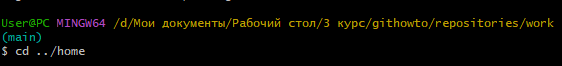 User@PC MINGW64 /d/Мои документы/Рабочий стол/3 курс/githowto/repositories/work
(main)
$ cd ../home